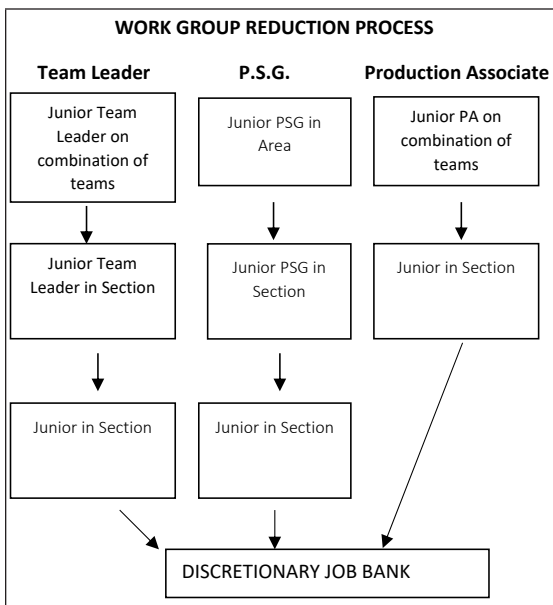 WORK GROUP REDUCTION PROCESS
Team Leader
P.S.G.
Production Associate
Junior Team
Leader on
combination of
teams
Junior PSG in
Area
Junior PA on
combination of
teams
Junior Team
Leader in Section
Junior PSG in
Section
Junior in Section
Junior in Section
Junior in Section
DISCRETIONARY JOB BANK